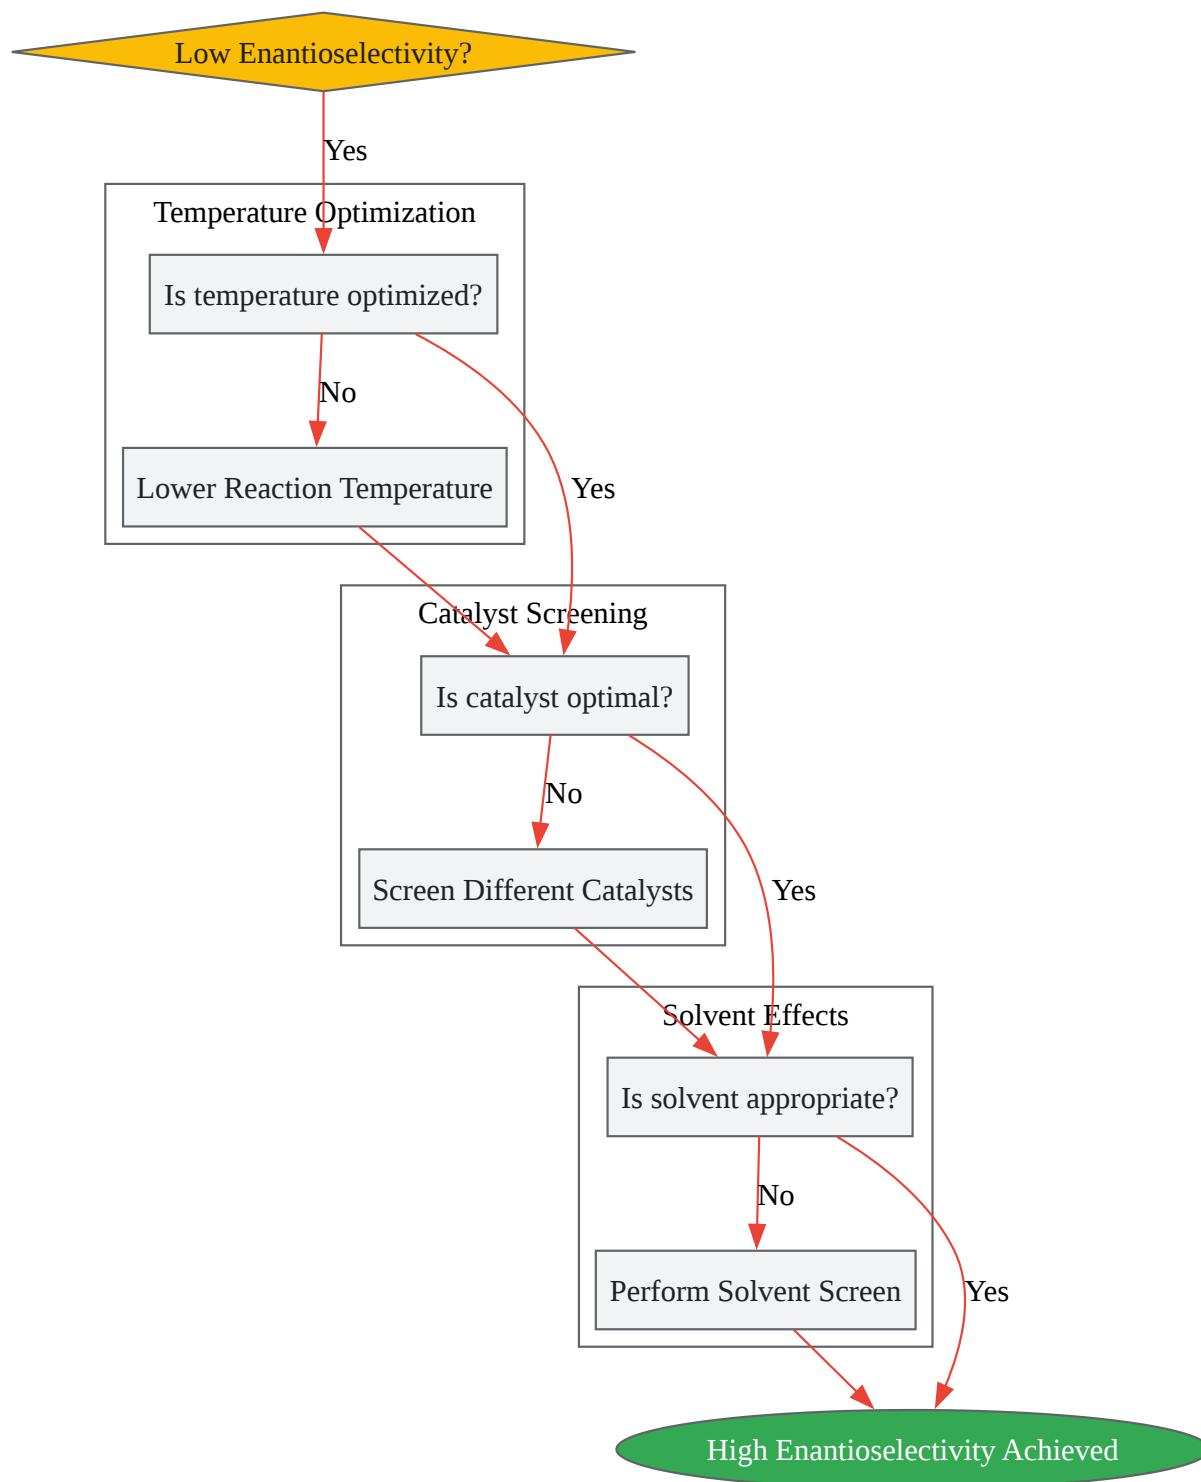 Low Enantioselectivity?
Yes
Temperature Optimization
Is temperature optimized?
No
Lower Reaction Temperature
Yes
Catalyst Screening
Is catalyst optimal?
No
Screen Different Catalysts
Yes
Solvent Effects
Is solvent appropriate?
No
Perform Solvent Screen
Yes
High Enantioselectivity Achieved